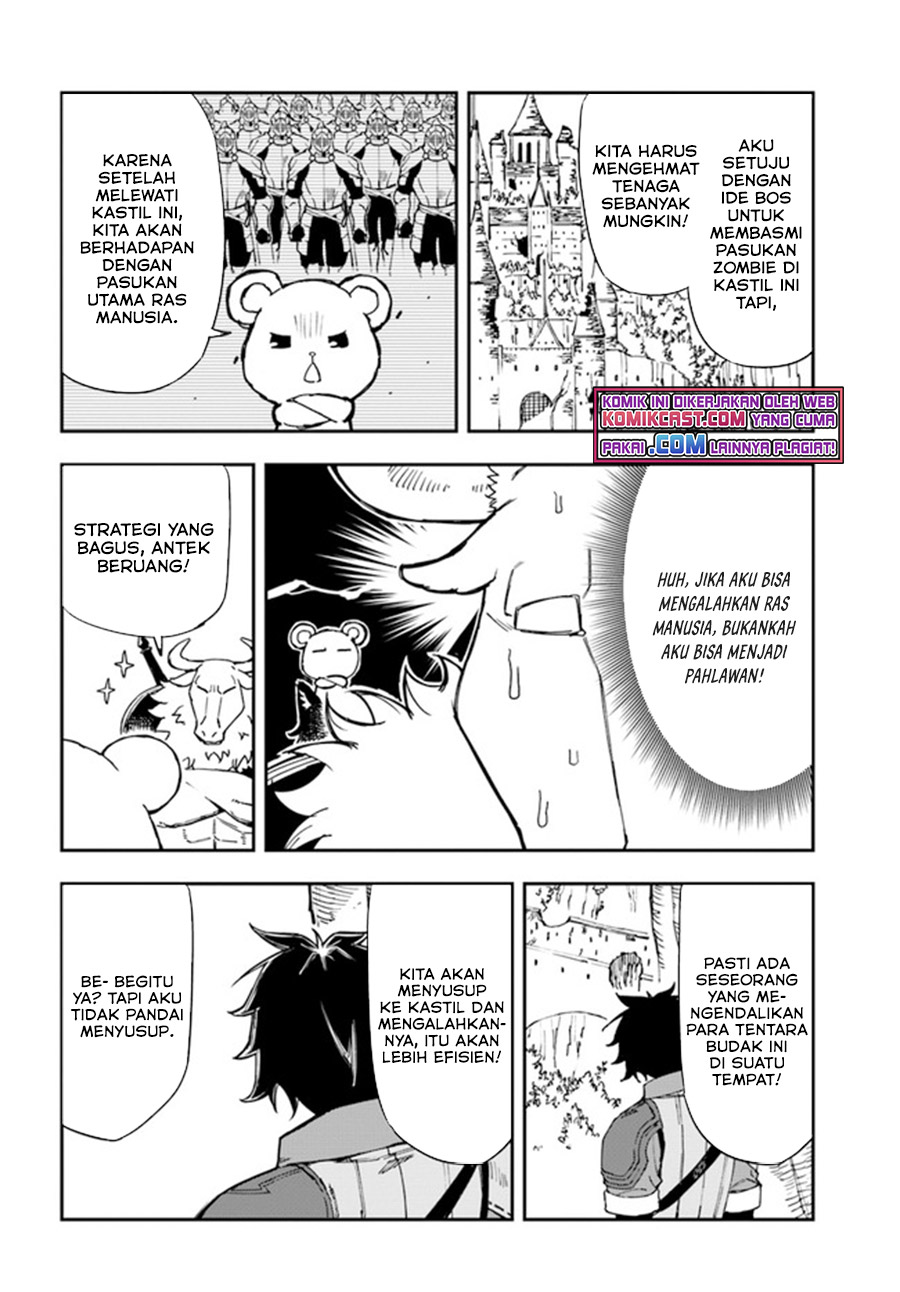 AKU
SETUJU
DENGAN
IDE BOS
UNTUK
MEMBASMI
PASUKAN
ZOMBIE DI
KASTIL INI
TAPI,
KITA HARUS
MENGEHMAT
TENAGA
SEBANYAK
MUNGKIN!
KARENA
SETELAH
MELEWATI
KASTIL INI,
KITA AKAN
BERHADAPAN
DENGAN
PASUKAN
UTAMA RAS
MANUSIA.
KOMIK INI DIKERJAKAN OLEH WEB
KOMIKCAST.COM YANG CUMA
PAKAI .COM LAINNYA PLAGIAT!
HUH, JIKA AKU BISA
MENGALAHKAN RAS
MANUSIA, BUKANKAH
AKU BISA MENJADI
PAHLAWAN!
STRATEGI YANG
BAGUS, ANTEK
BERUANG!
PASTI ADA
SESEORANG
YANG ME-
NGENDALIKAN
PARA TENTARA
BUDAK INI
DI SUATU
TEMPAT!
KITA AKAN
MENYUSUP
KE KASTIL DAN
MENGALAHKAN-
NYA, ITU AKAN
LEBIH EFISIEN!
BE- BEGITU
YA? TAPI AKU
TIDAK PANDAI
MENYUSUP.